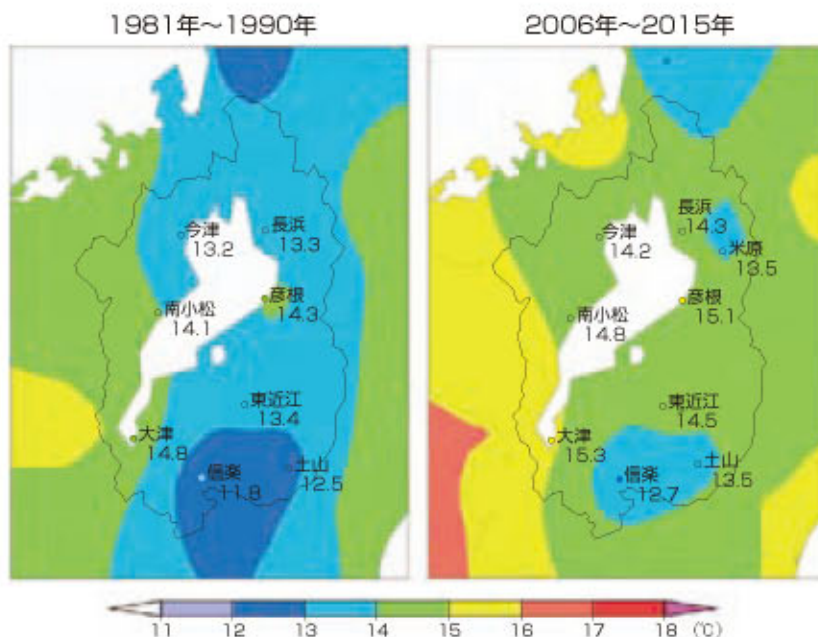 1981年～1990年
今津
13.2
長浜
13.3
彦根
14.3
南小松
14.1
東近江
13.4
大津
14.8
信楽
11.8
土山
12.5
2006年～2015年
長浜
14.3
今津
14.2
米原
13.5
彦根
15.1
南小松
14.8
東近江
14.5
大津
15.3
信楽
12.7
土山
13.5
11 12 13 14 15 16 17 18 (℃)